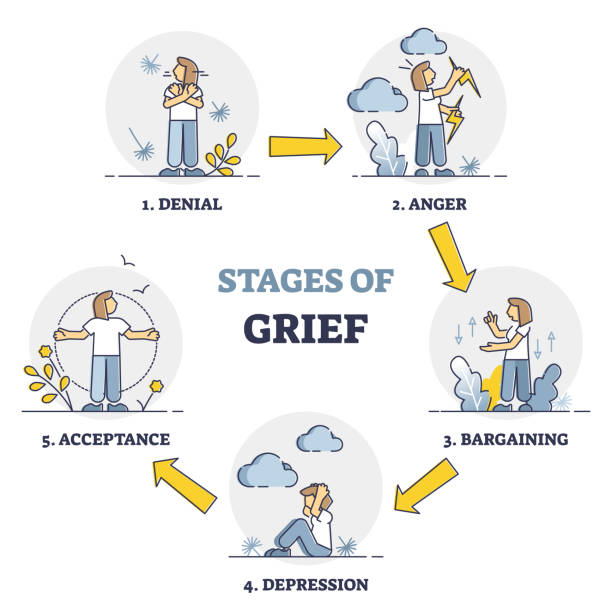 STAGES OF
GRIEF
1. DENIAL
2. ANGER
3. BARGAINING
4. DEPRESSION
5. ACCEPTANCE